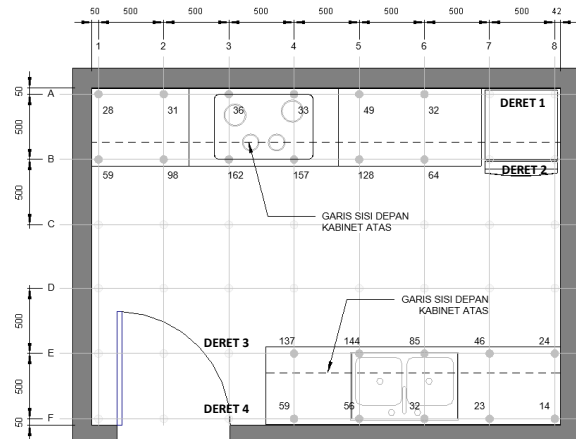 500 500 500 500 500 500 500
50 42
1 2 3 4 5 6 7 8
50
A
DERET 1
28 31 36 33 49 32
500
B
DERET 2
59 98 162 157 128 64
500
GARIS SISI DEPAN
KABINET ATAS
C
D
GARIS SISI DEPAN
KABINET ATAS
500
DERET 3
137 144 85 46 24
E
500
DERET 4
59 56 32 23 14
F
50